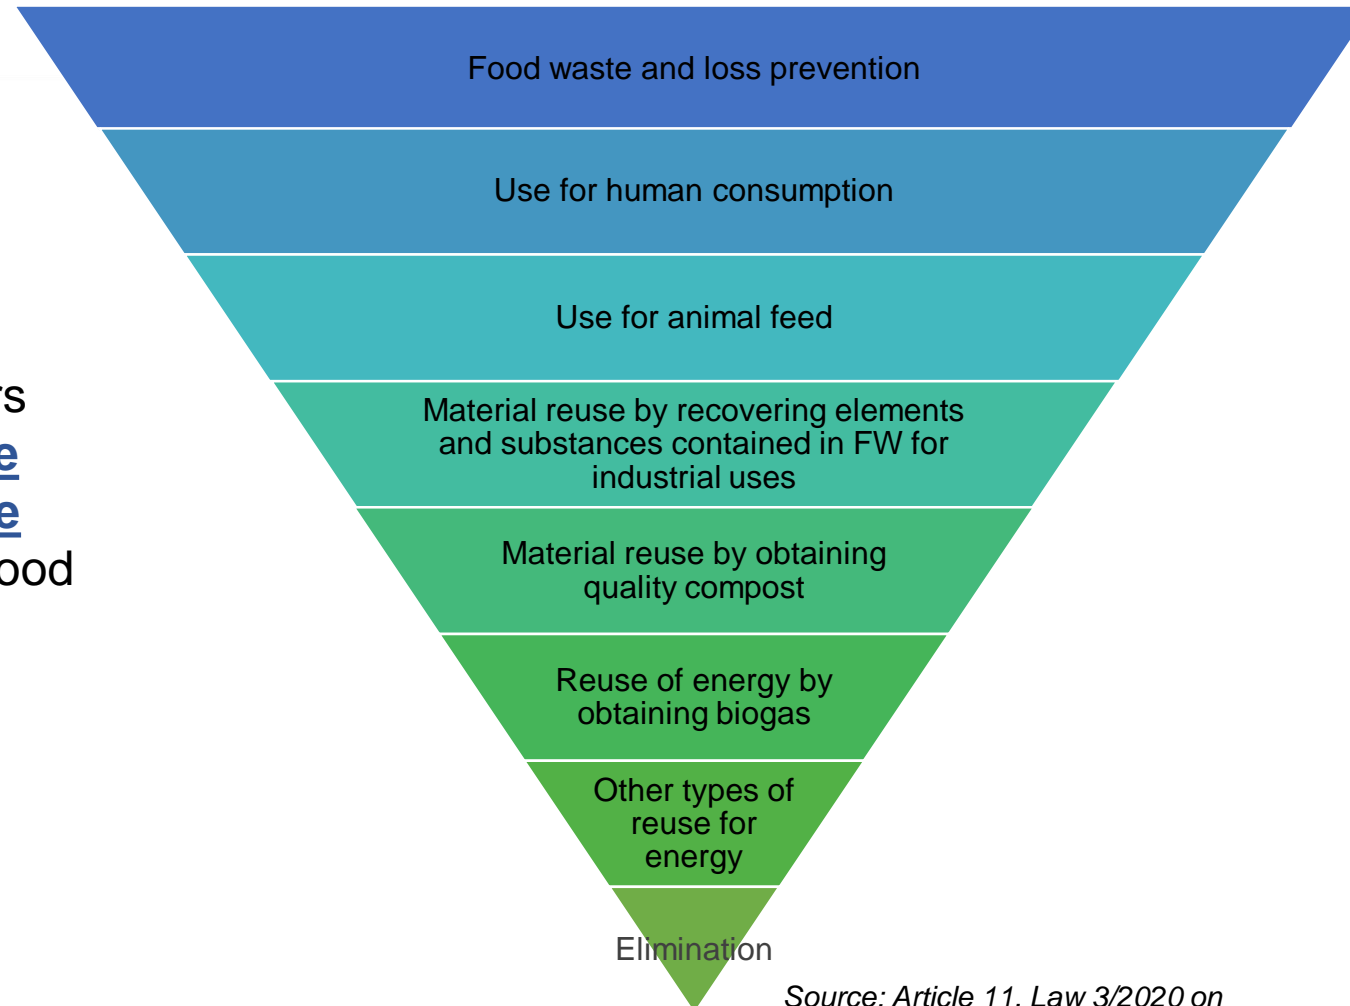 Food waste and loss prevention
Use for human consumption
Use for animal feed
Material reuse by recovering elements
and substances contained in FW for
industrial uses
Material reuse by obtaining
quality compost
Reuse of energy by
obtaining biogas
Other types of
reuse for
energy
Elimination
rs
e
e
ood
Source: Article 11, Law 3/2020 on